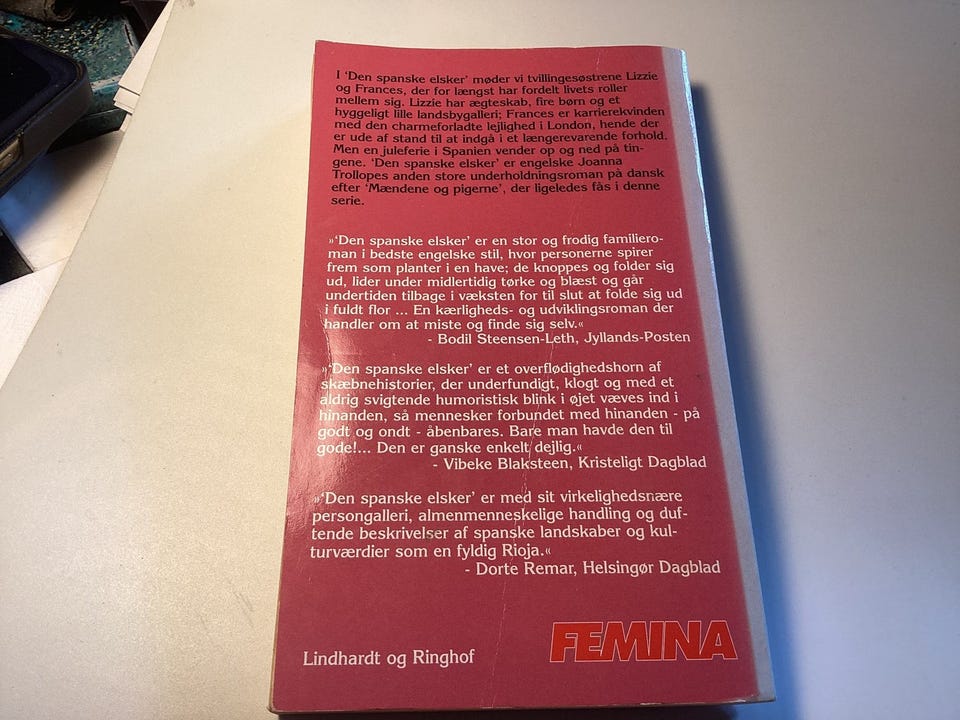 I 'Den spanske elsker' møder vi tvillingesøstrene Lizzie
og Frances, der for længst har fordelt livets roller
mellem sig. Lizzie har ægteskab, fire børn og et
hyggeligt lille landsbygalleri; Frances er karrierekvinden
med den charmeforladte lejlighed i London, hende der
er ude af stand til at indgå i et længerevarende forhold.
Men en juleferie i Spanien vender op og ned på tin-
gene. 'Den spanske elsker' er engelske Joanna
Trollopes anden store underholdningsroman på dansk
efter 'Mændene og pigerne', der ligeledes fås i denne
serie.
»'Den spanske elsker' er en stor og frodig familiero-
man i bedste engelske stil, hvor personerne spirer
frem som planter i en have; de knoppes og folder sig
ud, lider under midlertidig tørke og blæst og går
undertiden tilbage i væksten for til slut at folde sig ud
i fuldt flor ... En kærligheds- og udviklingsroman der
handler om at miste og finde sig selv.«
- Bodil Steensen-Leth, Jyllands-Posten
»'Den spanske elsker' er et overflødighedshorn af
skæbnehistorier, der underfundigt, klogt og med et
aldrig svigtende humoristisk blink i øjet væves ind i
hinanden, så mennesker forbundet med hinanden - på
godt og ondt - åbenbares. Bare man havde den til
gode!... Den er ganske enkelt dejlig.«
- Vibeke Blaksteen, Kristeligt Dagblad
»'Den spanske elsker' er med sit virkelighedsnære
persongalleri, almenmenneskelige handling og duf-
tende beskrivelser af spanske landskaber og kul-
turværdier som en fyldig Rioja.«
- Dorte Remar, Helsingør Dagblad
Lindhardt og Ringhof
FEMINA